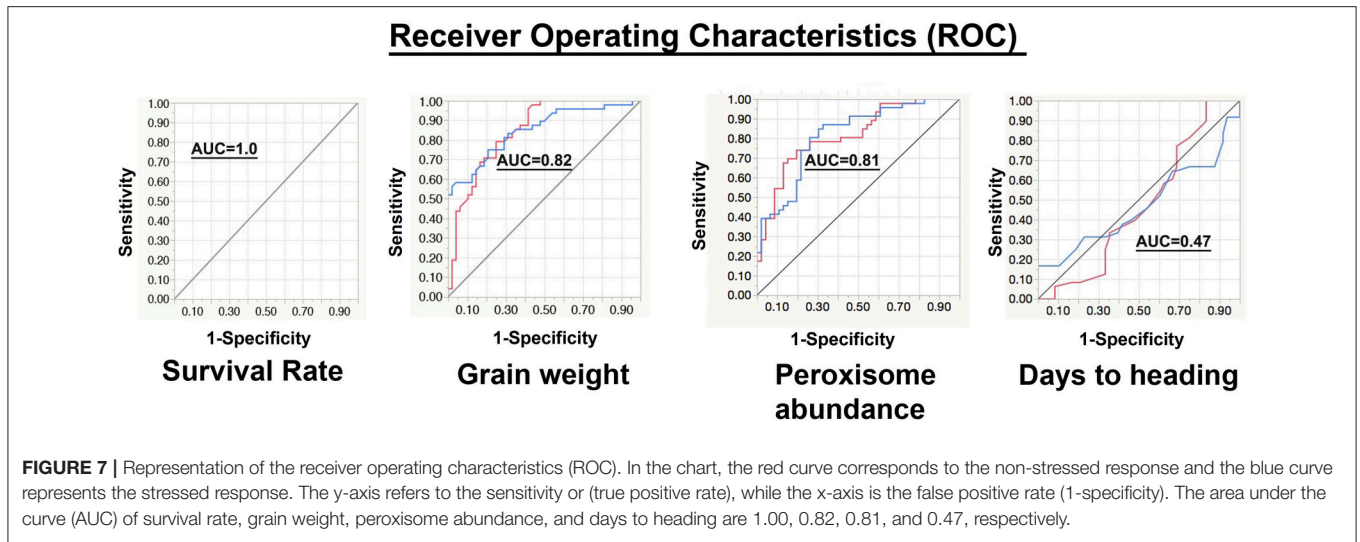 Receiver Operating Characteristics (ROC)
Sensitivity
1.00
0.90
0.80
0.70
0.60
0.50
0.40
0.30
0.20
0.10
0.00
AUC=1.0
0.10 0.30 0.50 0.70 0.90
1-Specificity
Survival Rate
Sensitivity
1.00
0.90
0.80
0.70
0.60
0.50
0.40
0.30
0.20
0.10
0.00
AUC=0.82
0.10 0.30 0.50 0.70 0.90
1-Specificity
Grain weight
Sensitivity
1.00
0.90
0.80
0.70
0.60
0.50
0.40
0.30
0.20
0.10
0.00
AUC=0.81
0.10 0.30 0.50 0.70 0.90
1-Specificity
Peroxisome
abundance
Sensitivity
1.00
0.90
0.80
0.70
0.60
0.50
0.40
0.30
0.20
0.10
0.00
AUC=0.47
0.10 0.30 0.50 0.70 0.90
1-Specificity
Days to heading
FIGURE 7 | Representation of the receiver operating characteristics (ROC). In the chart, the red curve corresponds to the non-stressed response and the blue curve
represents the stressed response. The y-axis refers to the sensitivity or (true positive rate), while the x-axis is the false positive rate (1-specificity). The area under the
curve (AUC) of survival rate, grain weight, peroxisome abundance, and days to heading are 1.00, 0.82, 0.81, and 0.47, respectively.